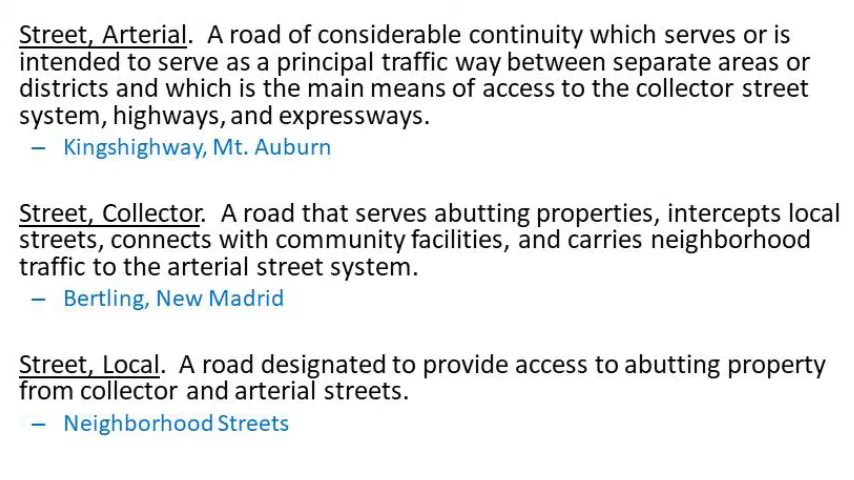 Street, Arterial.  A road of considerable continuity which serves or is
intended to serve as a principal traffic way between separate areas or
districts and which is the main means of access to the collector street
system, highways, and expressways.
– Kingshighway, Mt. Auburn
Street, Collector.  A road that serves abutting properties, intercepts local
streets, connects with community facilities, and carries neighborhood
traffic to the arterial street system.
– Bertling, New Madrid
Street, Local.  A road designated to provide access to abutting property
from collector and arterial streets.
– Neighborhood Streets